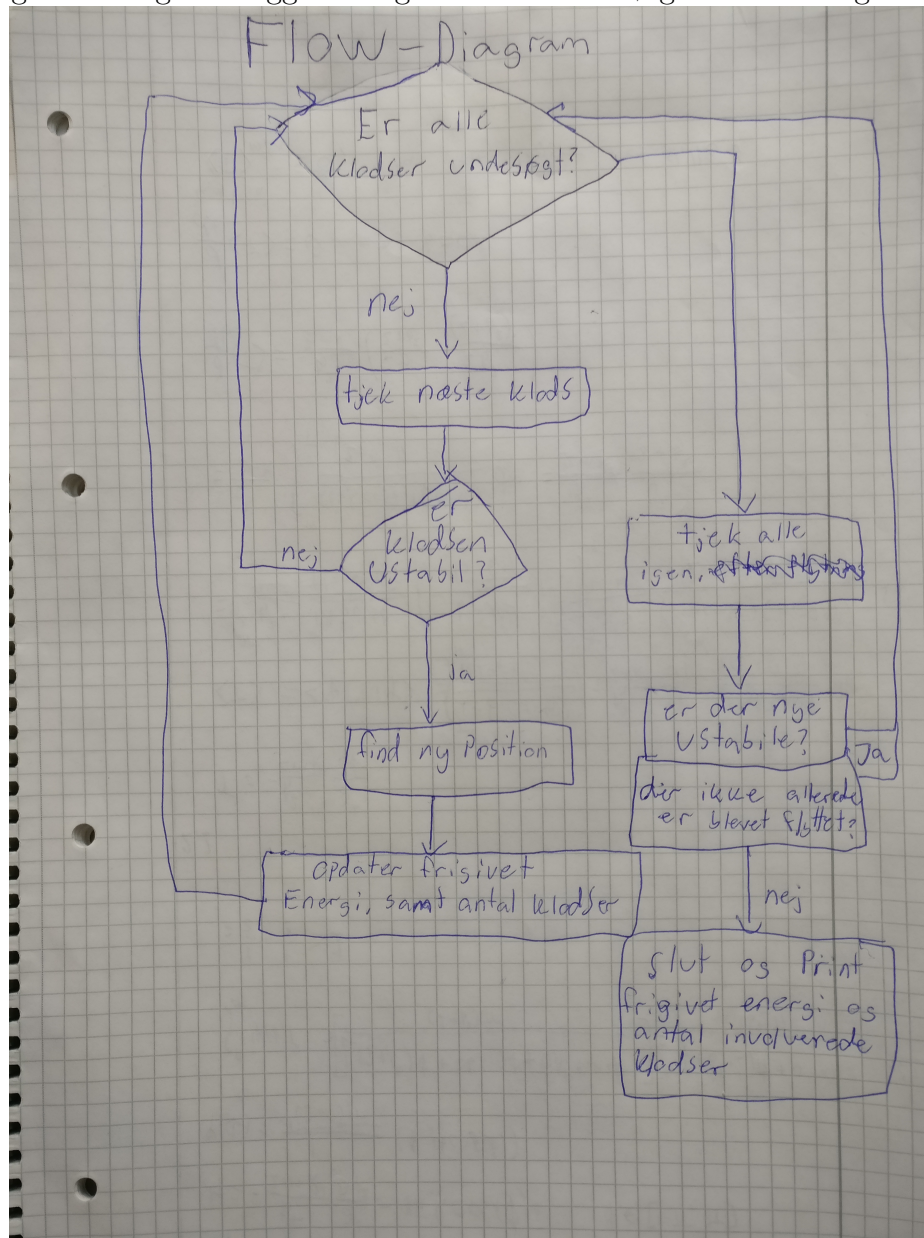 Flow-Diagram
Er alle
klodser undesøgt?
nej
tjek næste klods
er
klodsen
ustabil?
nej
ja
find ny Position
opdater frigivet
Energi, samt antal klodser
tjek alle
igen,
er der nye
ustabile?
Ja
der ikke allerede
er blevet flyttet?
nej
slut og Print
frigivet energi og
antal involverede
klodser